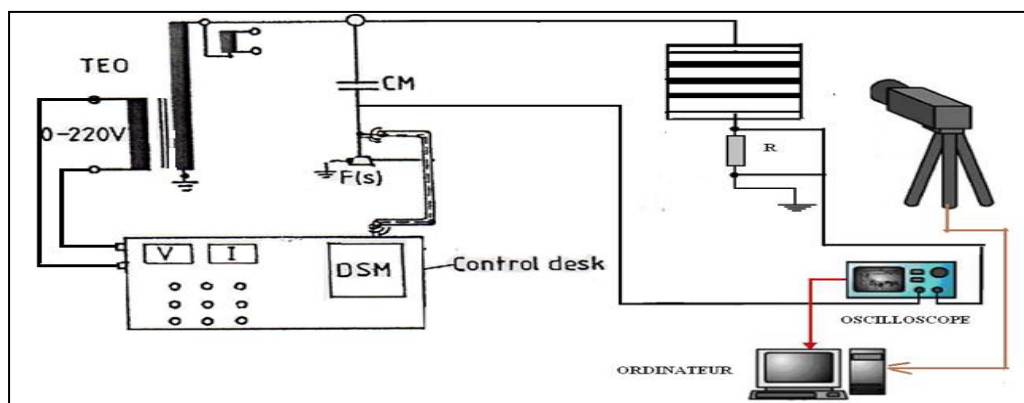 TEO
0-220V
CM
F(s)
R
V
I
DSM
Control desk
OSCILLOSCOPE
ORDINATEUR